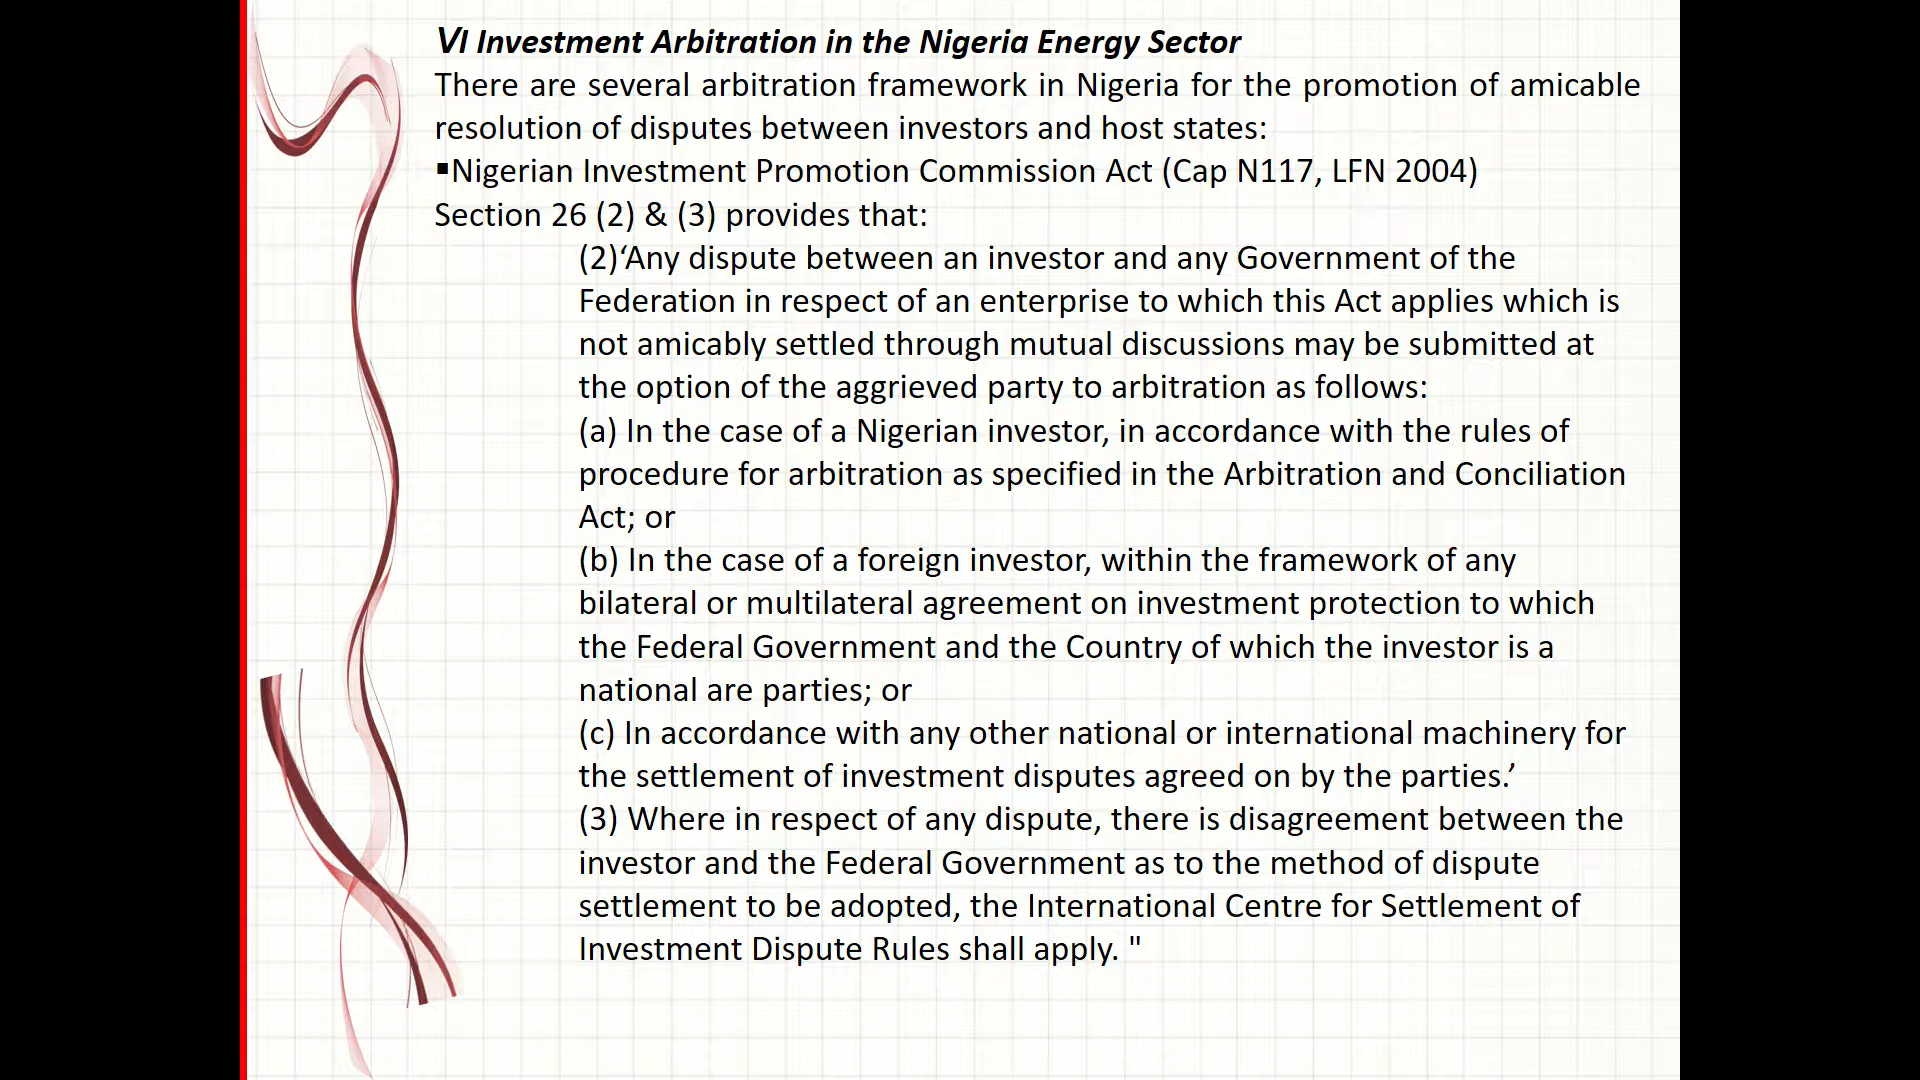 VI Investment Arbitration in the Nigeria Energy Sector
There are several arbitration framework in Nigeria for the promotion of amicable
resolution of disputes between investors and host states:
▪Nigerian Investment Promotion Commission Act (Cap N117, LFN 2004)
Section 26 (2) & (3) provides that:
(2)‘Any dispute between an investor and any Government of the
Federation in respect of an enterprise to which this Act applies which is
not amicably settled through mutual discussions may be submitted at
the option of the aggrieved party to arbitration as follows:
(a) In the case of a Nigerian investor, in accordance with the rules of
procedure for arbitration as specified in the Arbitration and Conciliation
Act; or
(b) In the case of a foreign investor, within the framework of any
bilateral or multilateral agreement on investment protection to which
the Federal Government and the Country of which the investor is a
national are parties; or
(c) In accordance with any other national or international machinery for
the settlement of investment disputes agreed on by the parties.’
(3) Where in respect of any dispute, there is disagreement between the
investor and the Federal Government as to the method of dispute
settlement to be adopted, the International Centre for Settlement of
Investment Dispute Rules shall apply. "